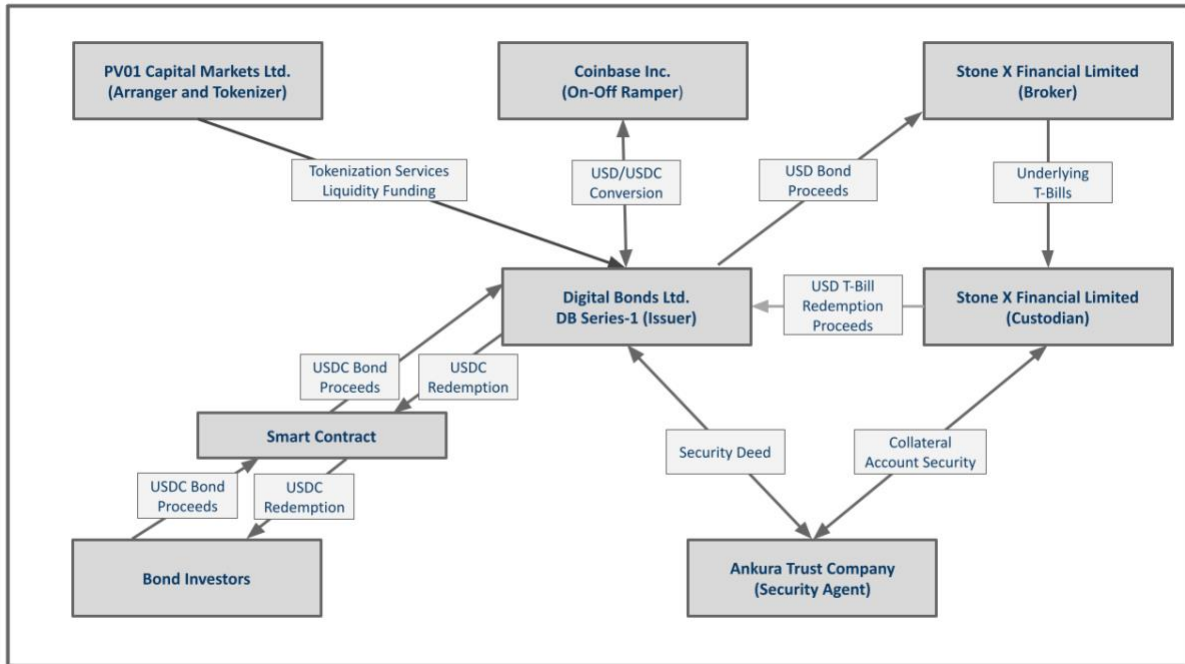 PV01 Capital Markets Ltd.
(Arranger and Tokenizer)
Coinbase Inc.
(On-Off Ramper)
Stone X Financial Limited
(Broker)
Tokenization Services
Liquidity Funding
USD/USDC
Conversion
USD Bond
Proceeds
Underlying
T-Bills
Digital Bonds Ltd.
DB Series-1 (Issuer)
USD T-Bill
Redemption
Proceeds
Stone X Financial Limited
(Custodian)
USDC Bond
Proceeds
USDC
Redemption
Smart Contract
Security Deed
Collateral
Account Security
USDC Bond
Proceeds
USDC
Redemption
Bond Investors
Ankura Trust Company
(Security Agent)